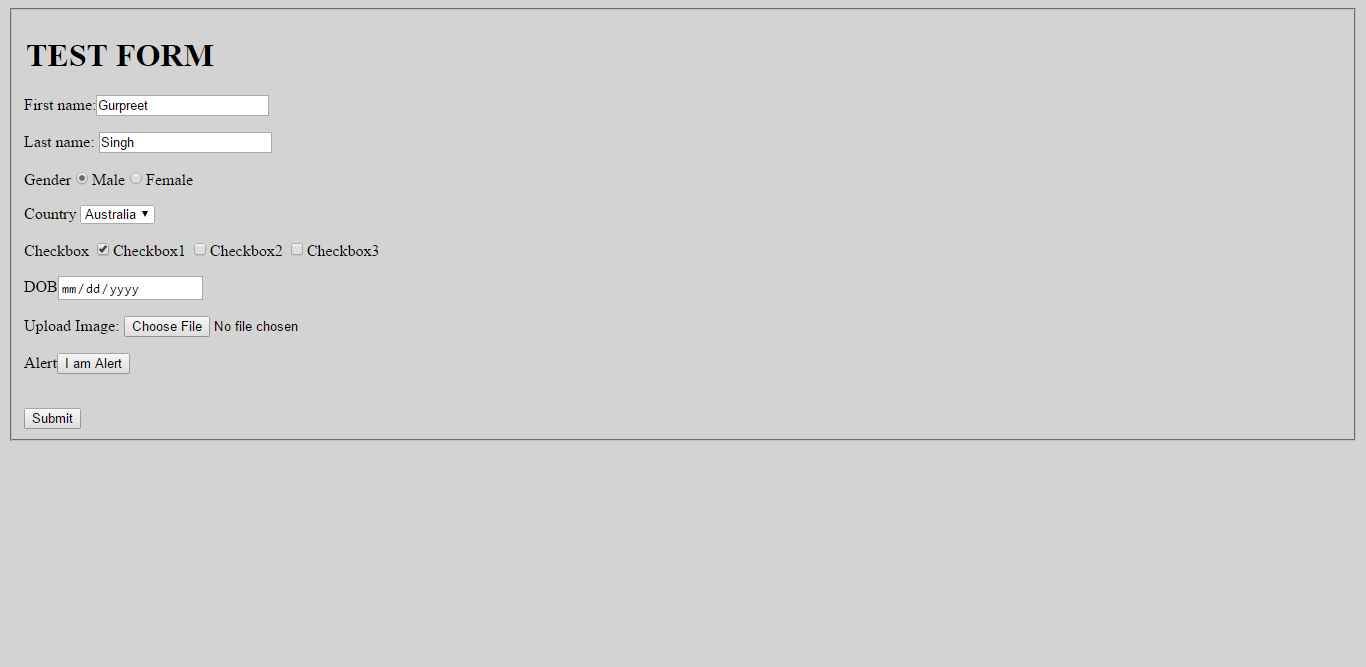 TEST FORM
First name:Gurpreet
Last name: Singh
Gender Male Female
Country Australia
Checkbox Checkbox1 Checkbox2 Checkbox3
DOB mm/dd/yyyy
Upload Image: Choose File No file chosen
Alert I am Alert
Submit